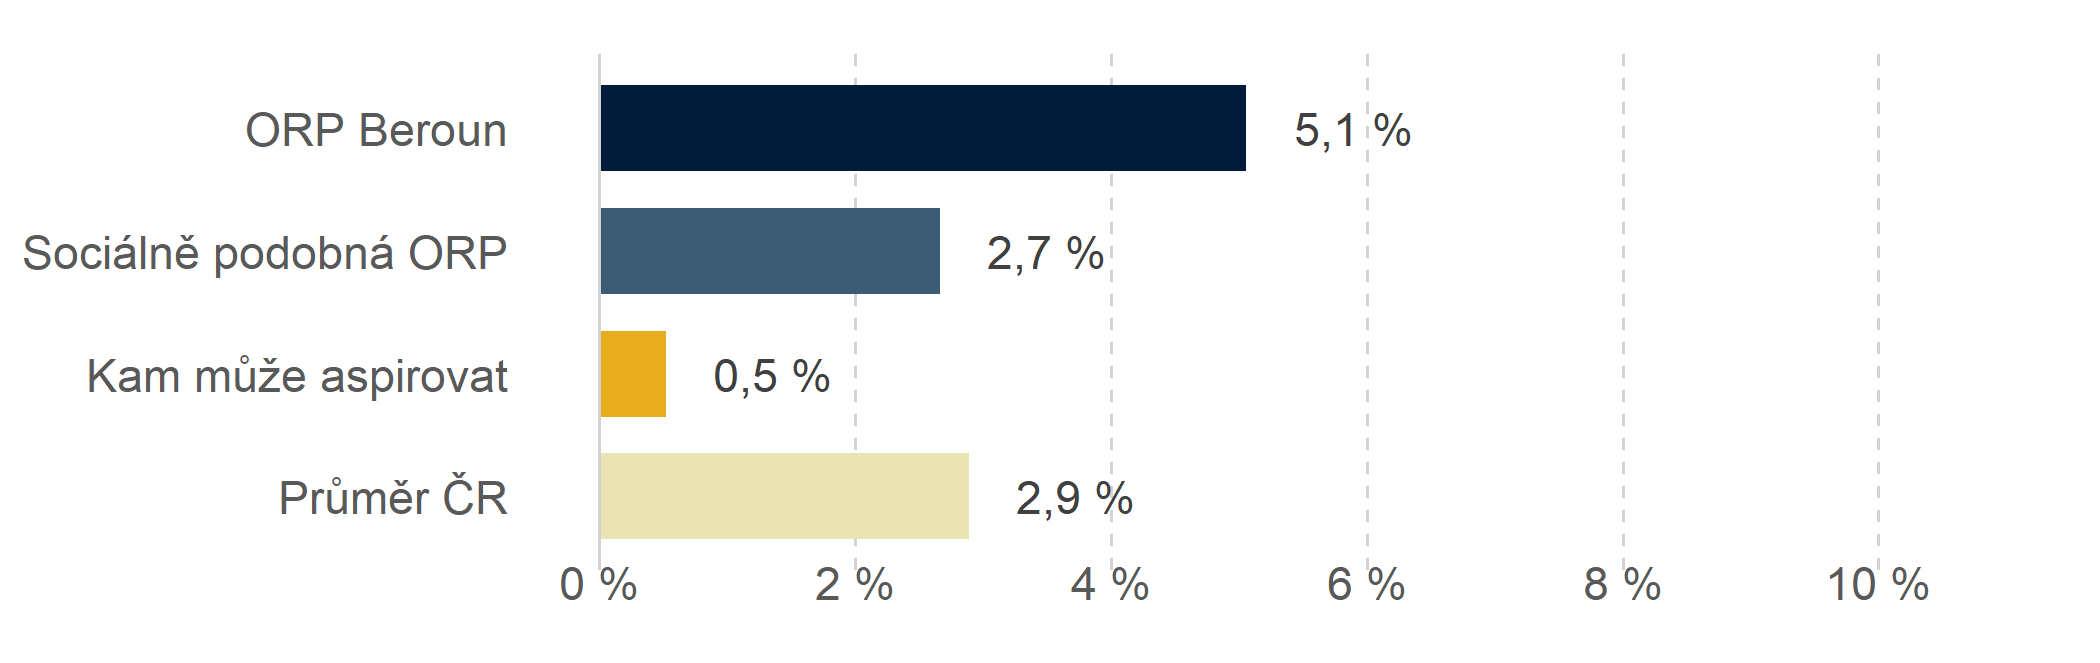 ORP Beroun 5,1 %
Sociálně podobná ORP 2,7 %
Kam může aspirovat 0,5 %
Průměr ČR 2,9 %
0 % 2 % 4 % 6 % 8 % 10 %